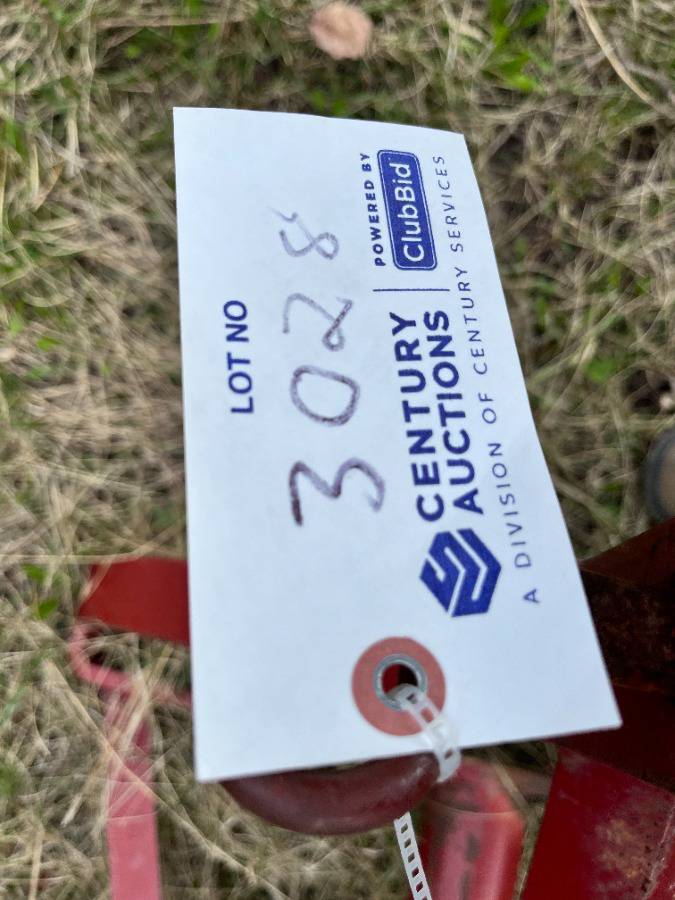 LOT NO
3028
CENTURY
AUCTIONS
POWERED BY
ClubBid
A DIVISION OF CENTURY SERVICES